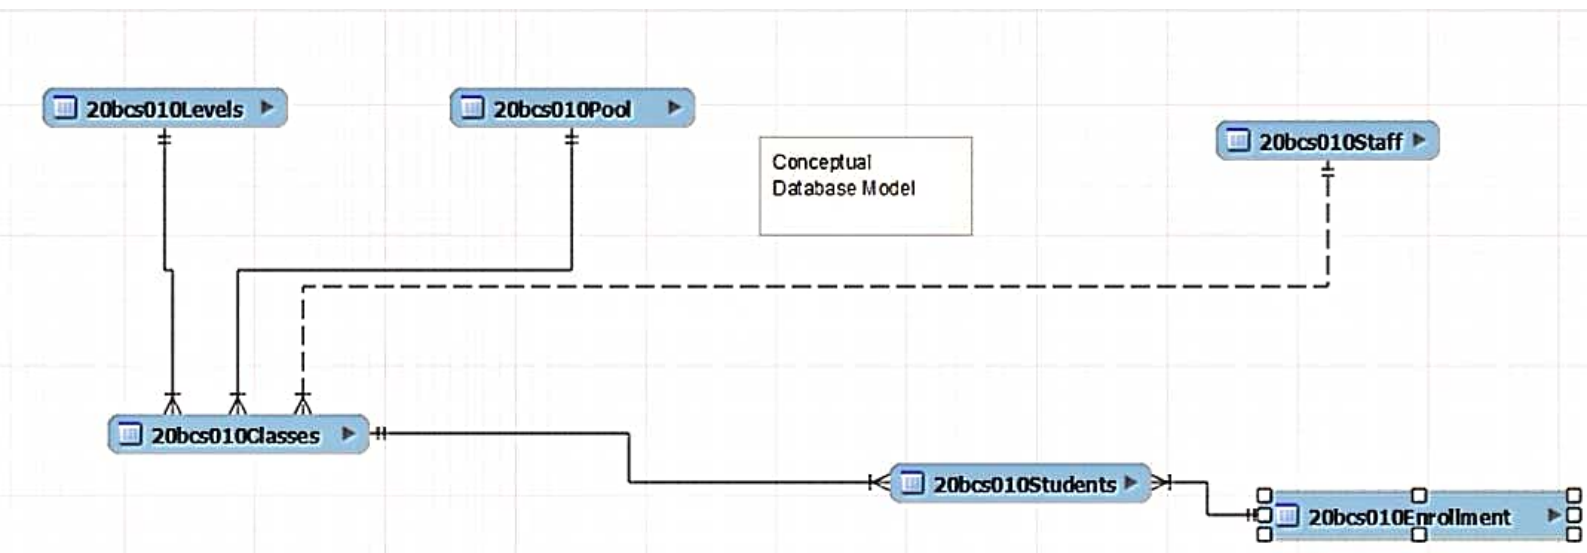 20bcs010Levels
20bcs010Pool
20bcs010Staff
Conceptual
Database Model
20bcs010Classes
20bcs010Students
20bcs010Enrollment